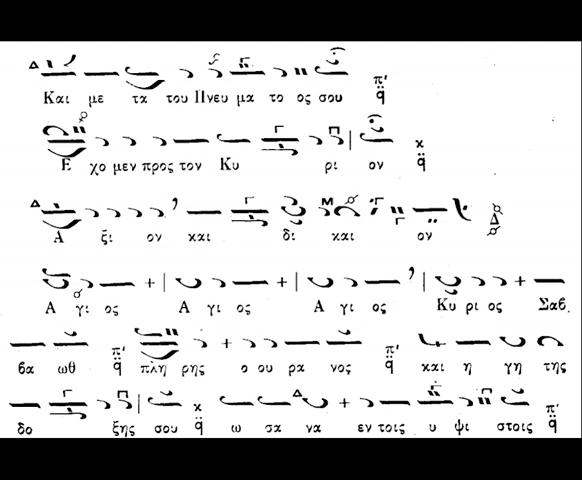 Και με τα του Πνευ μα το ος σου
Ε χο μεν προς τον Κυ ρι ον
Α ξι ον και δι και ον
Α γι ος Α γι ος Α γι ος Κυ ρι ος Σαβ
βα ωθ πλη ρης ο ου ρα νος και η γη της
δο ξης σου ω σα να εν τοις υ ψι στοις